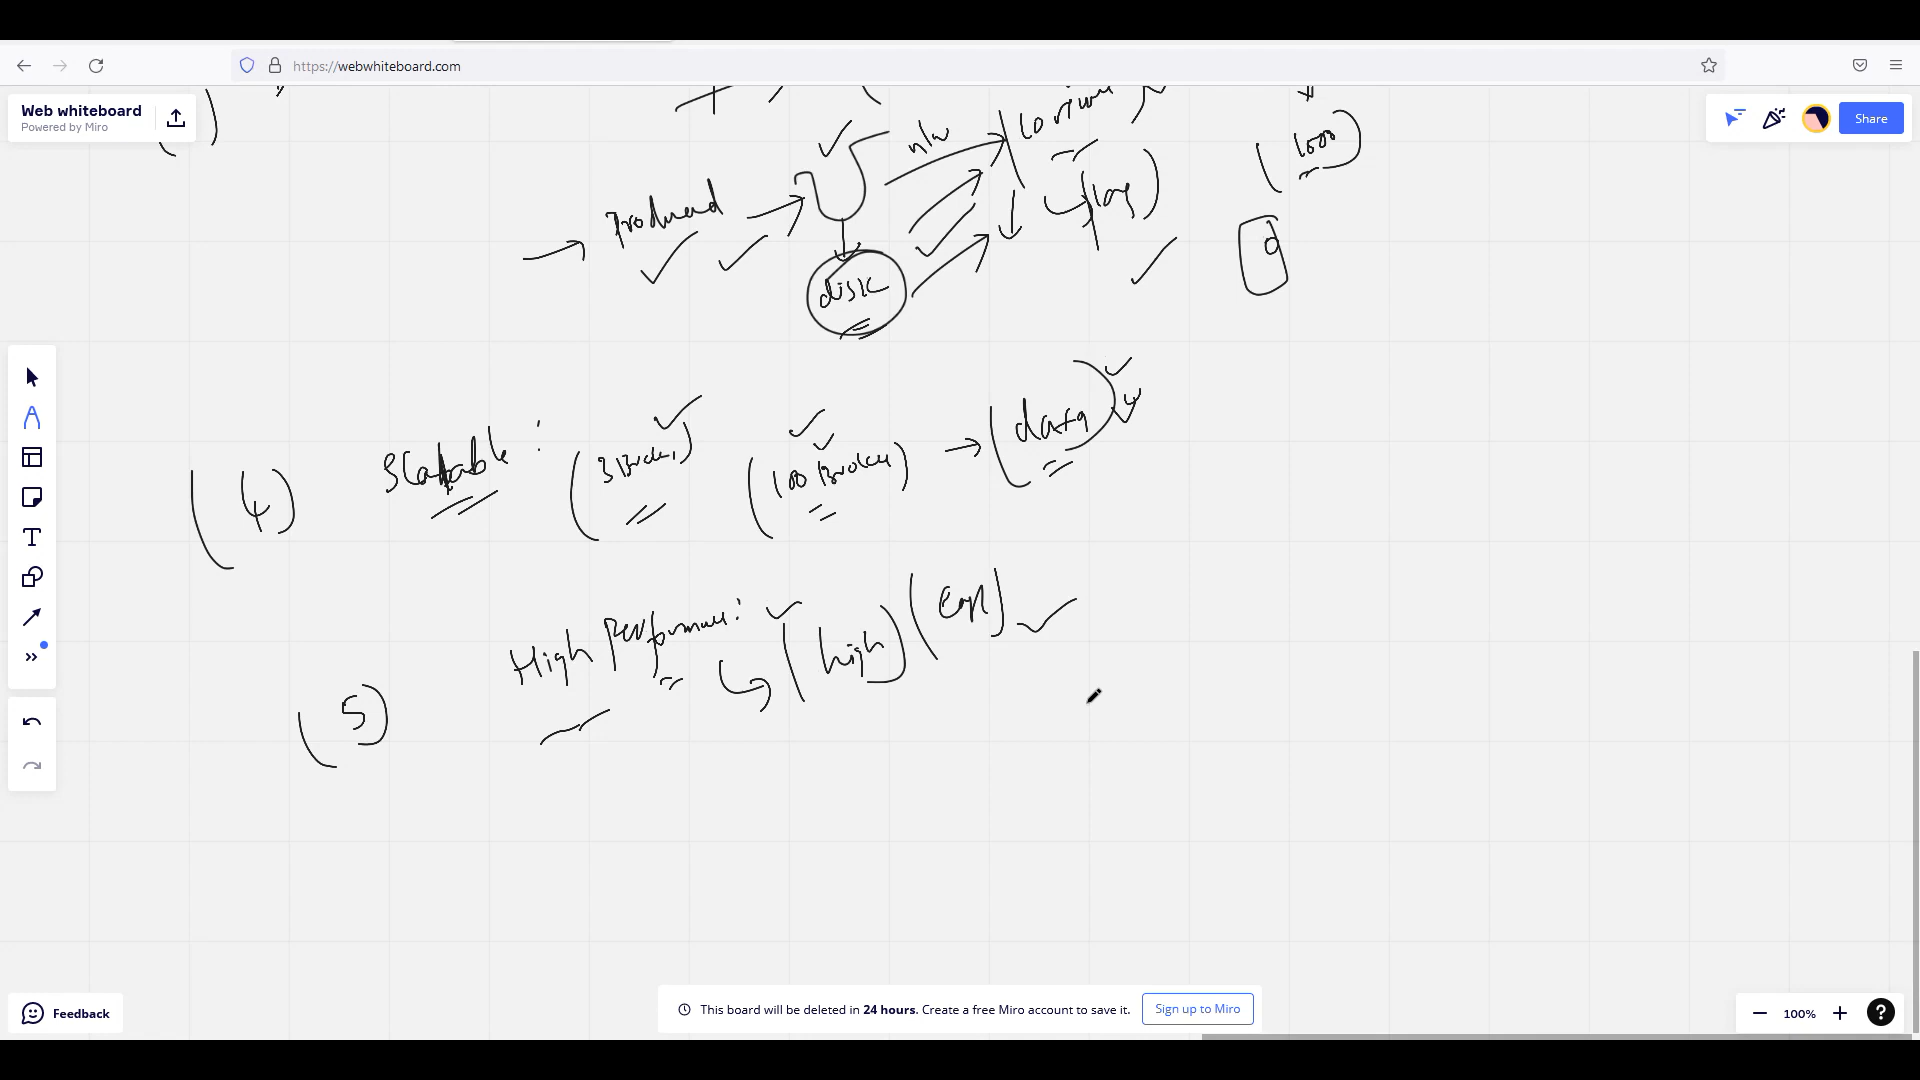 https://webwhiteboard.com
Web whiteboard
Powered by Miro
Share
n/w
(1000)
(log)
Produced
disk
(4) Scalable: (3 Broker) (100 Broker) → (data)
(5) High Performance: (high)
Feedback
This board will be deleted in 24 hours. Create a free Miro account to save it.
Sign up to Miro
100%